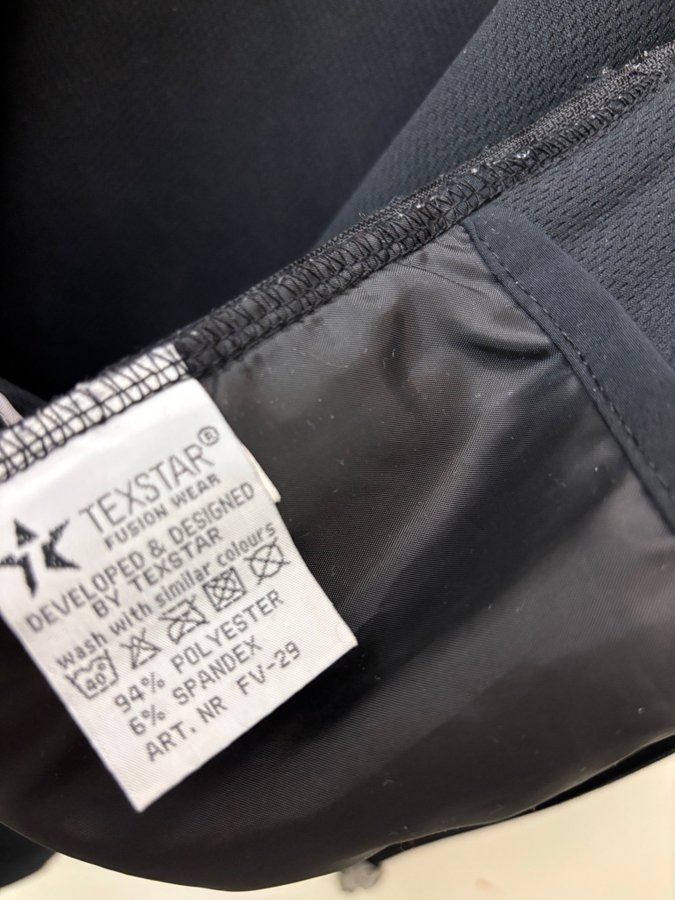 TEXSTAR®
FUSION WEAR
DEVELOPED & DESIGNED
BY TEXSTAR
wash with similar colours
40°
94% POLYESTER
6% SPANDEX
ART. NR FV-29